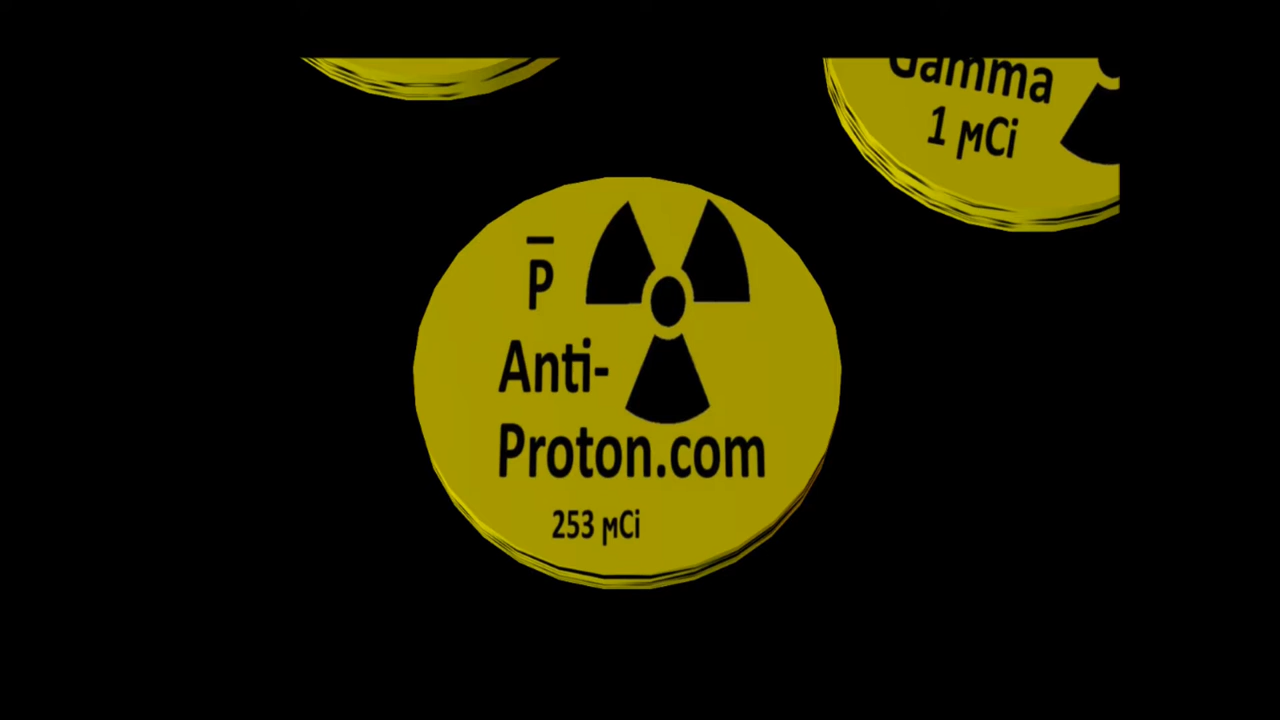 Gamma
1 µCi
P̅
Anti-
Proton.com
253 µCi